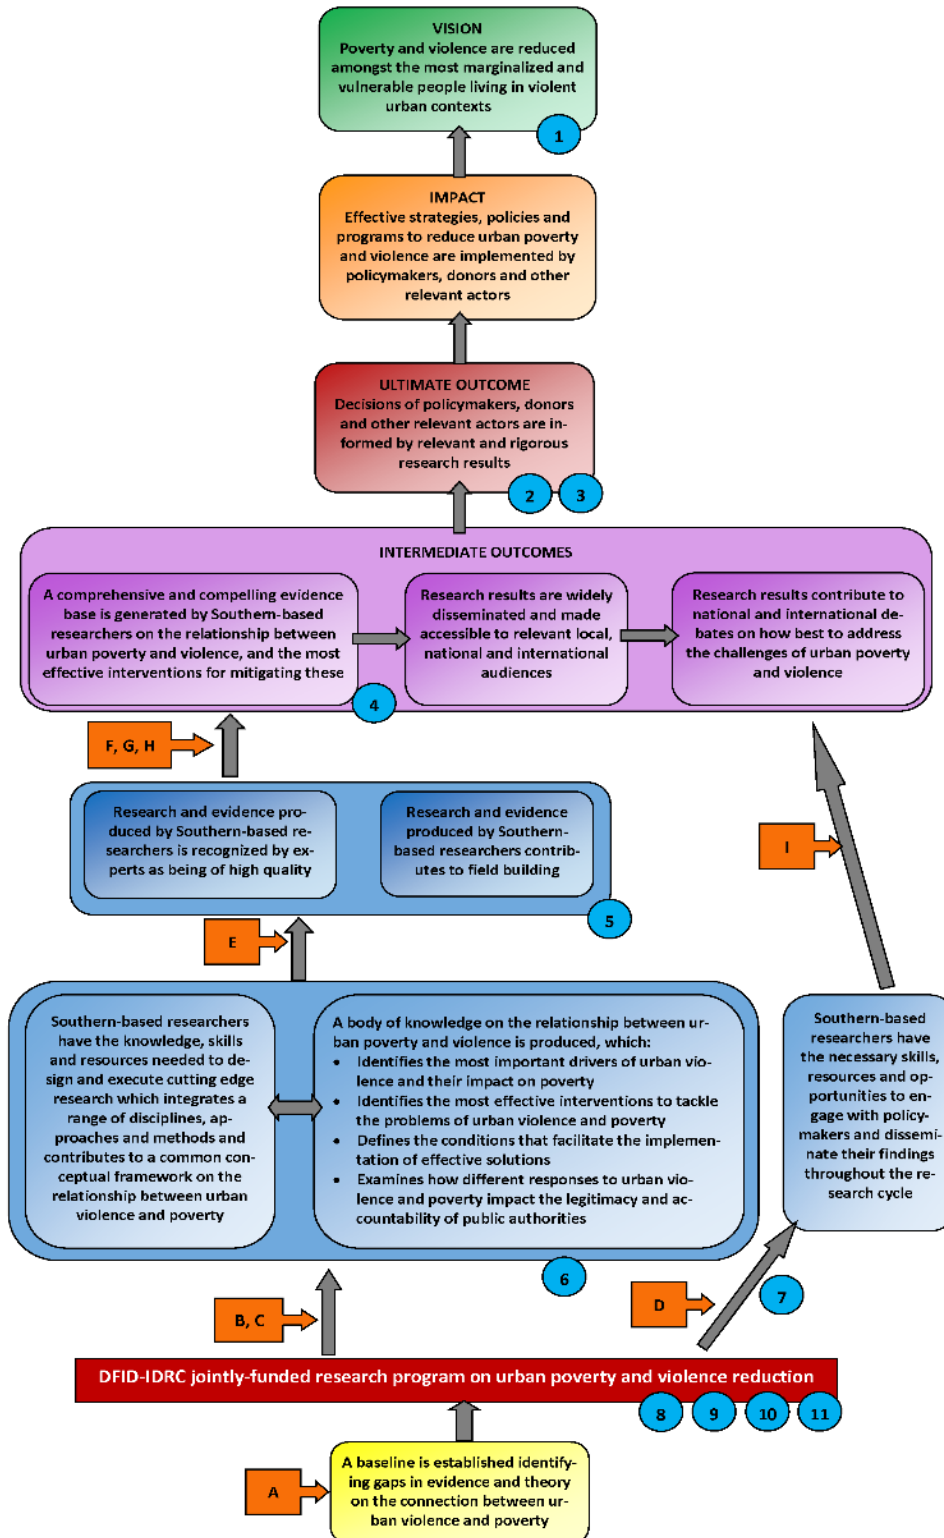 VISION
Poverty and violence are reduced
amongst the most marginalized and
vulnerable people living in violent
urban contexts
1
IMPACT
Effective strategies, policies and
programs to reduce urban poverty
and violence are implemented by
policymakers, donors and other
relevant actors
ULTIMATE OUTCOME
Decisions of policymakers, donors
and other relevant actors are in-
formed by relevant and rigorous
research results
2
3
INTERMEDIATE OUTCOMES
A comprehensive and compelling evidence
base is generated by Southern-based
researchers on the relationship between
urban poverty and violence, and the most
effective interventions for mitigating these
Research results are widely
disseminated and made
accessible to relevant local,
national and international
audiences
Research results contribute to
national and international de-
bates on how best to address
the challenges of urban poverty
and violence
4
F, G, H
Research and evidence pro-
duced by Southern-based re-
searchers is recognized by ex-
perts as being of high quality
Research and evidence
produced by Southern-
based researchers contrib-
utes to field building
I
5
E
Southern-based researchers
have the knowledge, skills
and resources needed to de-
sign and execute cutting edge
research which integrates a
range of disciplines, ap-
proaches and methods and
contributes to a common con-
ceptual framework on the
relationship between urban
violence and poverty
A body of knowledge on the relationship between ur-
ban poverty and violence is produced, which:
• Identifies the most important drivers of urban vio-
lence and their impact on poverty
• Identifies the most effective interventions to tackle
the problems of urban violence and poverty
• Defines the conditions that facilitate the implemen-
tation of effective solutions
• Examines how different responses to urban vio-
lence and poverty impact the legitimacy and ac-
countability of public authorities
Southern-based
researchers have
the necessary skills,
resources and op-
portunities to en-
gage with policy-
makers and dissemi-
nate their findings
throughout the re-
search cycle
6
B, C
D
7
DFID-IDRC jointly-funded research program on urban poverty and violence reduction
8
9
10
11
A
A baseline is established identify-
ing gaps in evidence and theory
on the connection between ur-
ban violence and poverty